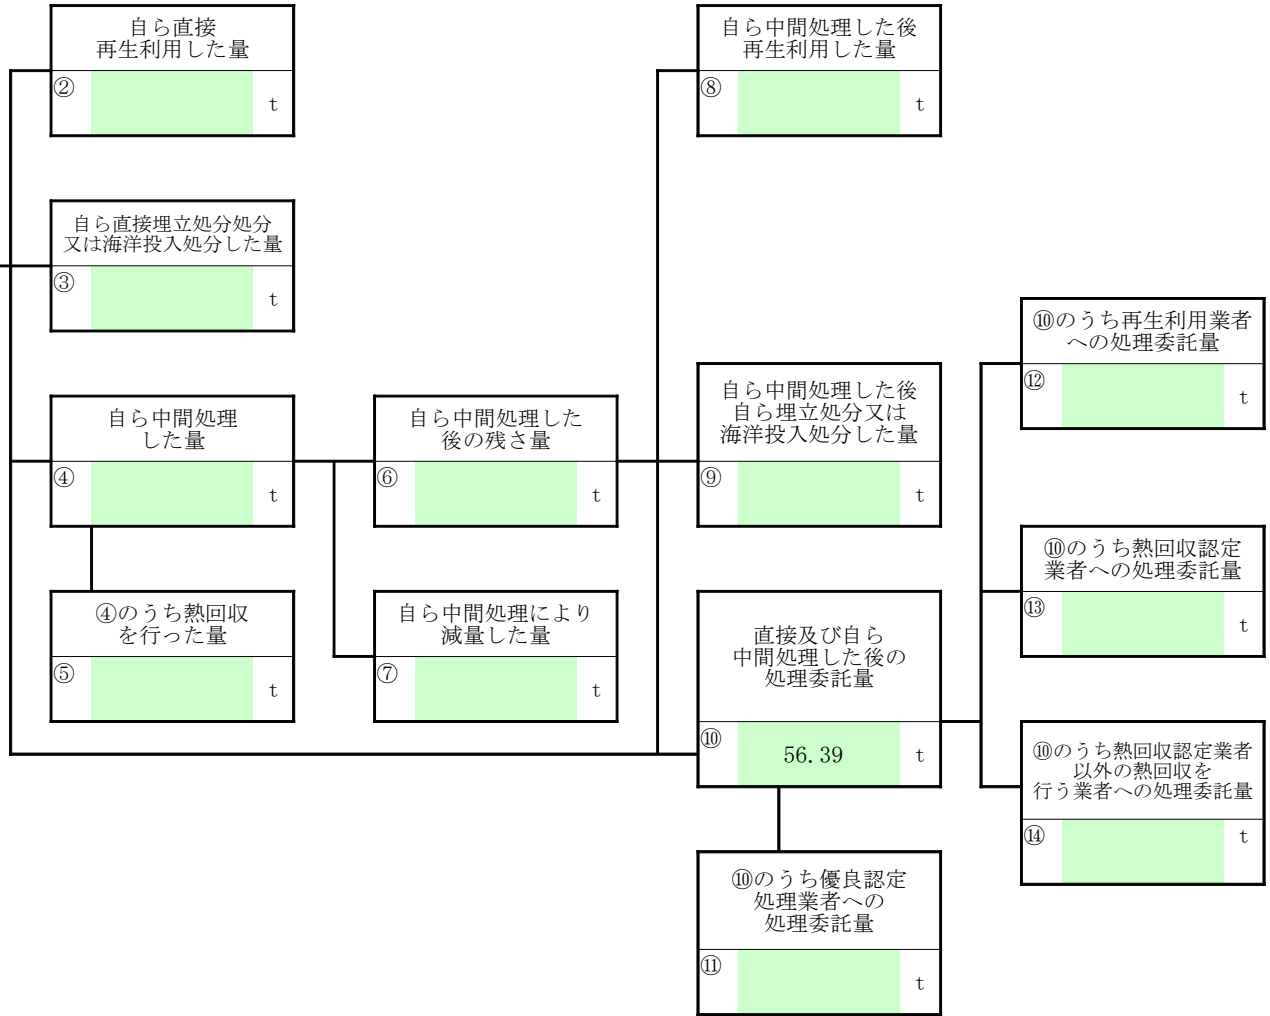 自ら直接
再生利用した量
②
t
自ら中間処理した後
再生利用した量
⑧
t
自ら直接埋立処分処分
又は海洋投入処分した量
③
t
⑩のうち再生利用業者
への処理委託量
⑫
t
自ら中間処理
した量
④
t
自ら中間処理した
後の残さ量
⑥
t
自ら中間処理した後
自ら埋立処分又は
海洋投入処分した量
⑨
t
⑩のうち熱回収認定
業者への処理委託量
⑬
t
④のうち熱回収
を行った量
⑤
t
自ら中間処理により
減量した量
⑦
t
直接及び自ら
中間処理した後の
処理委託量
⑩
56.39
t
⑩のうち熱回収認定業者
以外の熱回収を
行う業者への処理委託量
⑭
t
⑩のうち優良認定
処理業者への
処理委託量
⑪
t